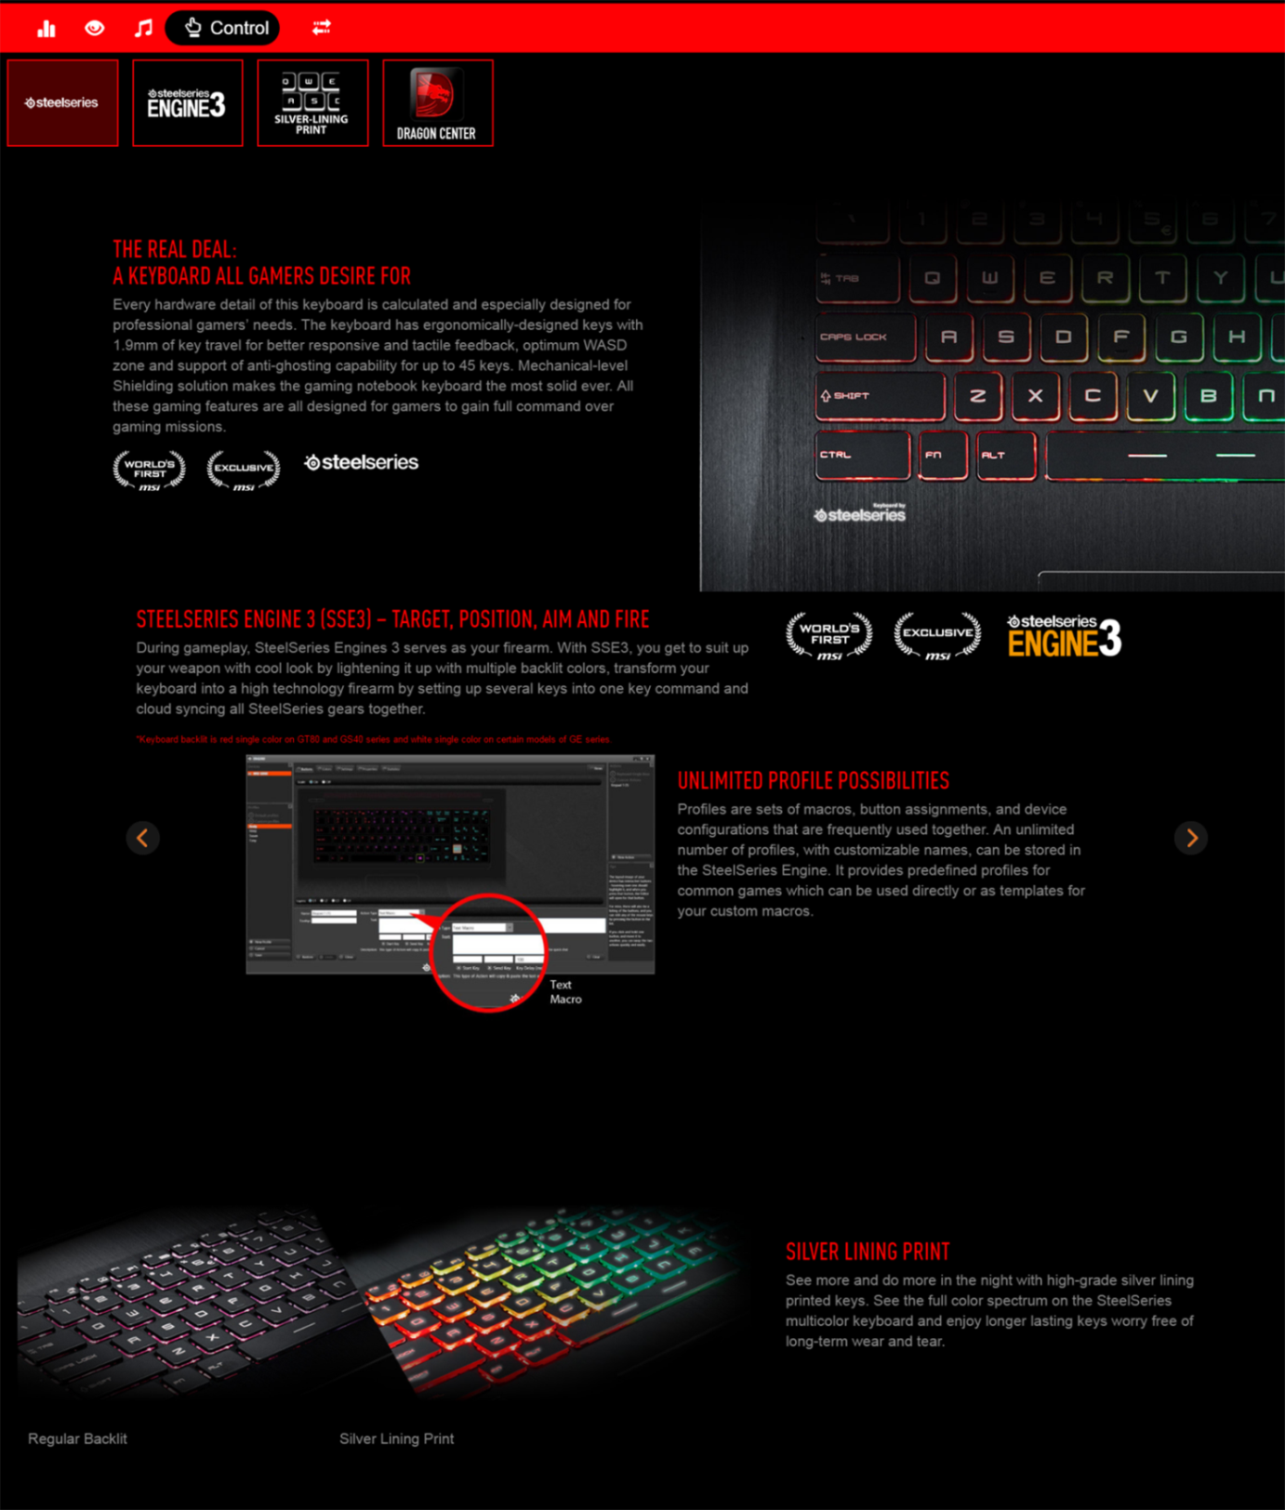 Control
steelseries
steelseries
ENGINE3
SILVER-LINING
PRINT
DRAGON CENTER
THE REAL DEAL:
A KEYBOARD ALL GAMERS DESIRE FOR
Every hardware detail of this keyboard is calculated and especially designed for
professional gamers' needs. The keyboard has ergonomically-designed keys with
1.9mm of key travel for better responsive and tactile feedback, optimum WASD
zone and support of anti-ghosting capability for up to 45 keys. Mechanical-level
Shielding solution makes the gaming notebook keyboard the most solid ever. All
these gaming features are all designed for gamers to gain full command over
gaming missions.
WORLD'S
FIRST
msi
EXCLUSIVE
msi
steelseries
1 2 3 4 5 6 7
€
TAB Q W E R T Y U
CAPS LOCK A S D F G H
SHIFT Z X C V B N
CTRL FN ALT
Keyboard by
steelseries
STEELSERIES ENGINE 3 (SSE3) – TARGET, POSITION, AIM AND FIRE
During gameplay, SteelSeries Engines 3 serves as your firearm. With SSE3, you get to suit up
your weapon with cool look by lightening it up with multiple backlit colors, transform your
keyboard into a high technology firearm by setting up several keys into one key command and
cloud syncing all SteelSeries gears together.
*Keyboard backlit is red single color on GT80 and GS40 series and white single color on certain models of GE series.
WORLD'S
FIRST
msi
EXCLUSIVE
msi
steelseries
ENGINE3
Text
Macro
UNLIMITED PROFILE POSSIBILITIES
Profiles are sets of macros, button assignments, and device
configurations that are frequently used together. An unlimited
number of profiles, with customizable names, can be stored in
the SteelSeries Engine. It provides predefined profiles for
common games which can be used directly or as templates for
your custom macros.
SILVER LINING PRINT
See more and do more in the night with high-grade silver lining
printed keys. See the full color spectrum on the SteelSeries
multicolor keyboard and enjoy longer lasting keys worry free of
long-term wear and tear.
Regular Backlit
Silver Lining Print